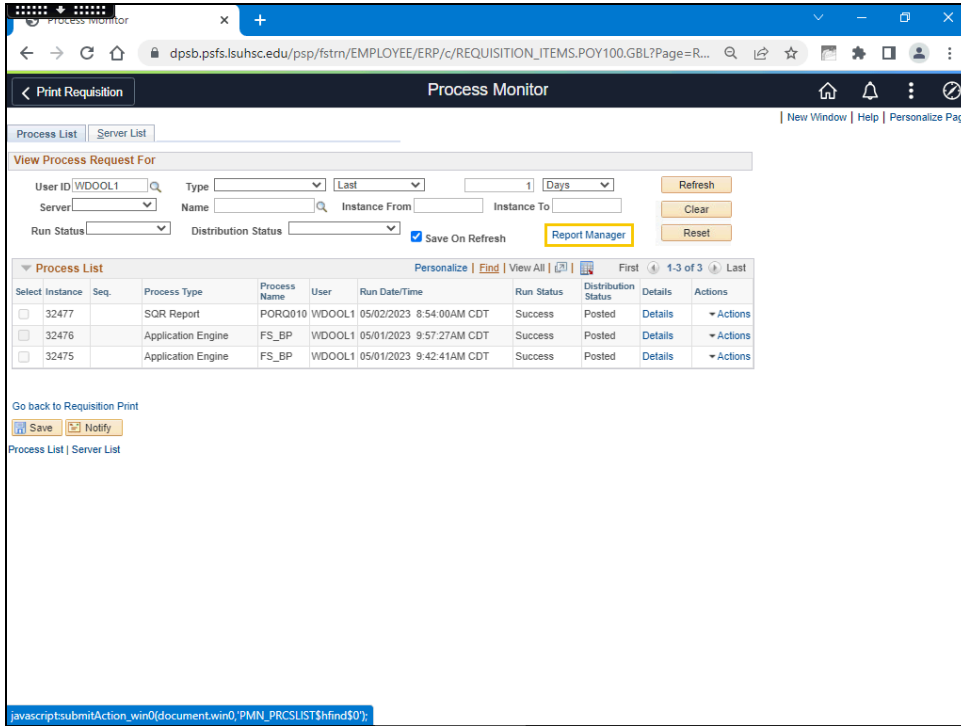 Process Monitor
dpsb.psfs.lsuhsc.edu/psp/fstrn/EMPLOYEE/ERP/c/REQUISITION_ITEMS.POY100.GBL?Page=R...
Print Requisition Process Monitor
New Window | Help | Personalize Pag
Process List Server List
View Process Request For
User ID WDOOL1 Type Last 1 Days Refresh
Server Name Instance From Instance To Clear
Run Status Distribution Status Save On Refresh Report Manager Reset
Process List Personalize | Find | View All | First 1-3 of 3 Last
Select Instance Seq. Process Type Process Name User Run Date/Time Run Status Distribution Status Details Actions
32477 SQR Report PORQ010 WDOOL1 05/02/2023 8:54:00AM CDT Success Posted Details Actions
32476 Application Engine FS_BP WDOOL1 05/01/2023 9:57:27AM CDT Success Posted Details Actions
32475 Application Engine FS_BP WDOOL1 05/01/2023 9:42:41AM CDT Success Posted Details Actions
Go back to Requisition Print
Save Notify
Process List | Server List
javascript:submitAction_win0(document.win0,'PMN_PRCSLIST$hfind$0');